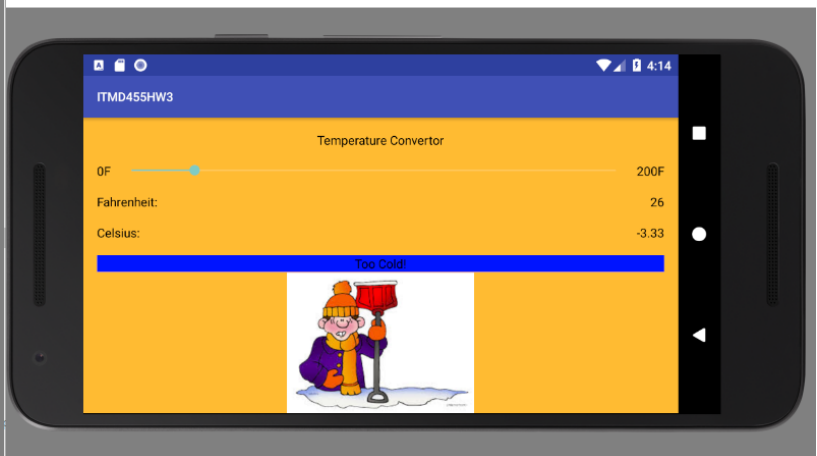 4:14
ITMD455HW3
Temperature Convertor
0F 200F
Fahrenheit: 26
Celsius: -3.33
Too Cold!